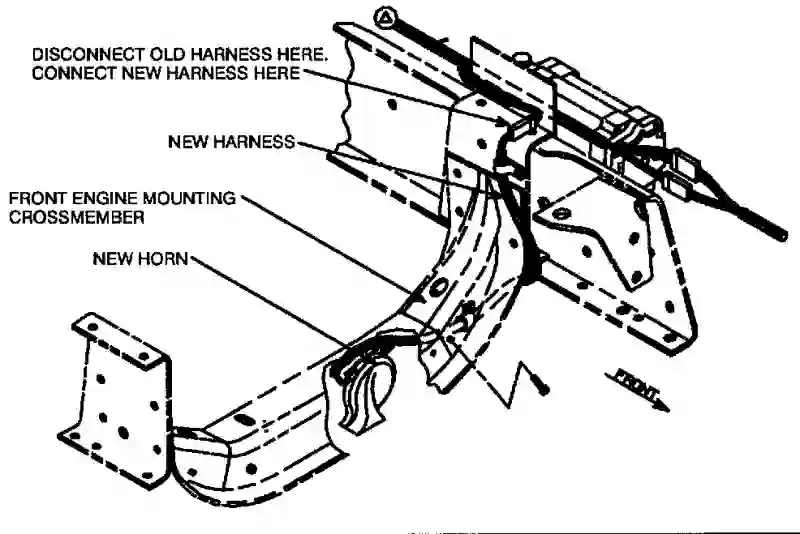 A
DISCONNECT OLD HARNESS HERE.
CONNECT NEW HARNESS HERE
NEW HARNESS
FRONT ENGINE MOUNTING
CROSSMEMBER
NEW HORN
FRONT